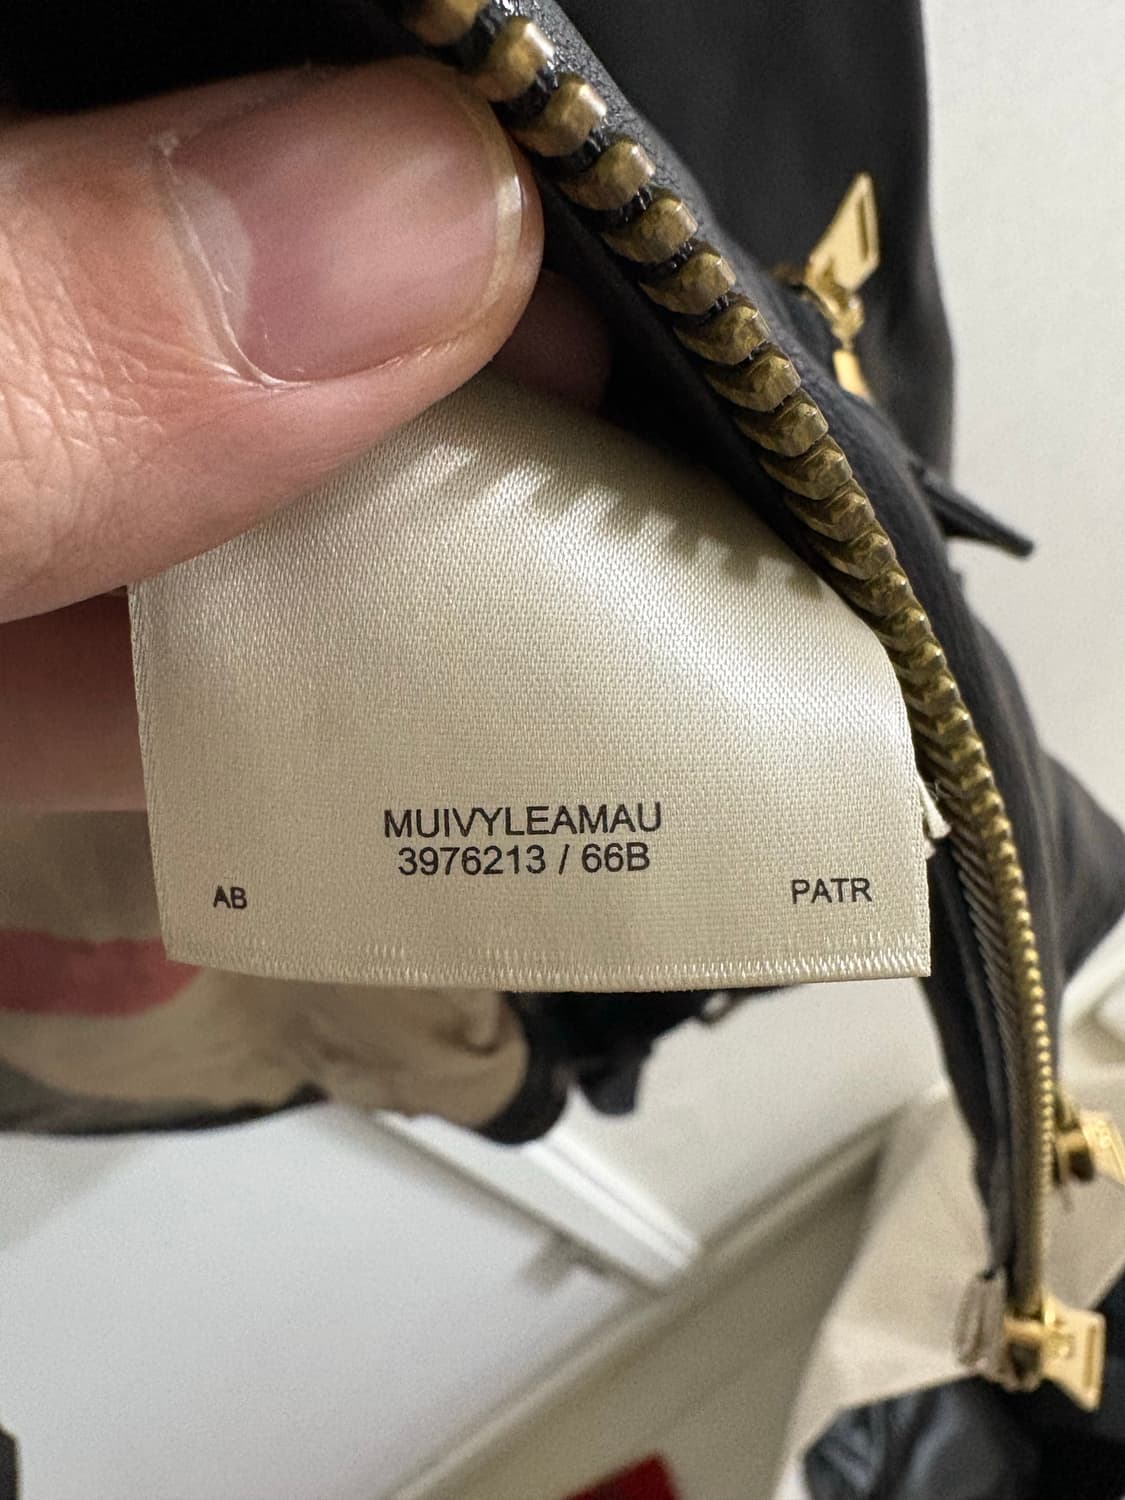 MUIVYLEAMAU
3976213 / 66B
AB
PATR